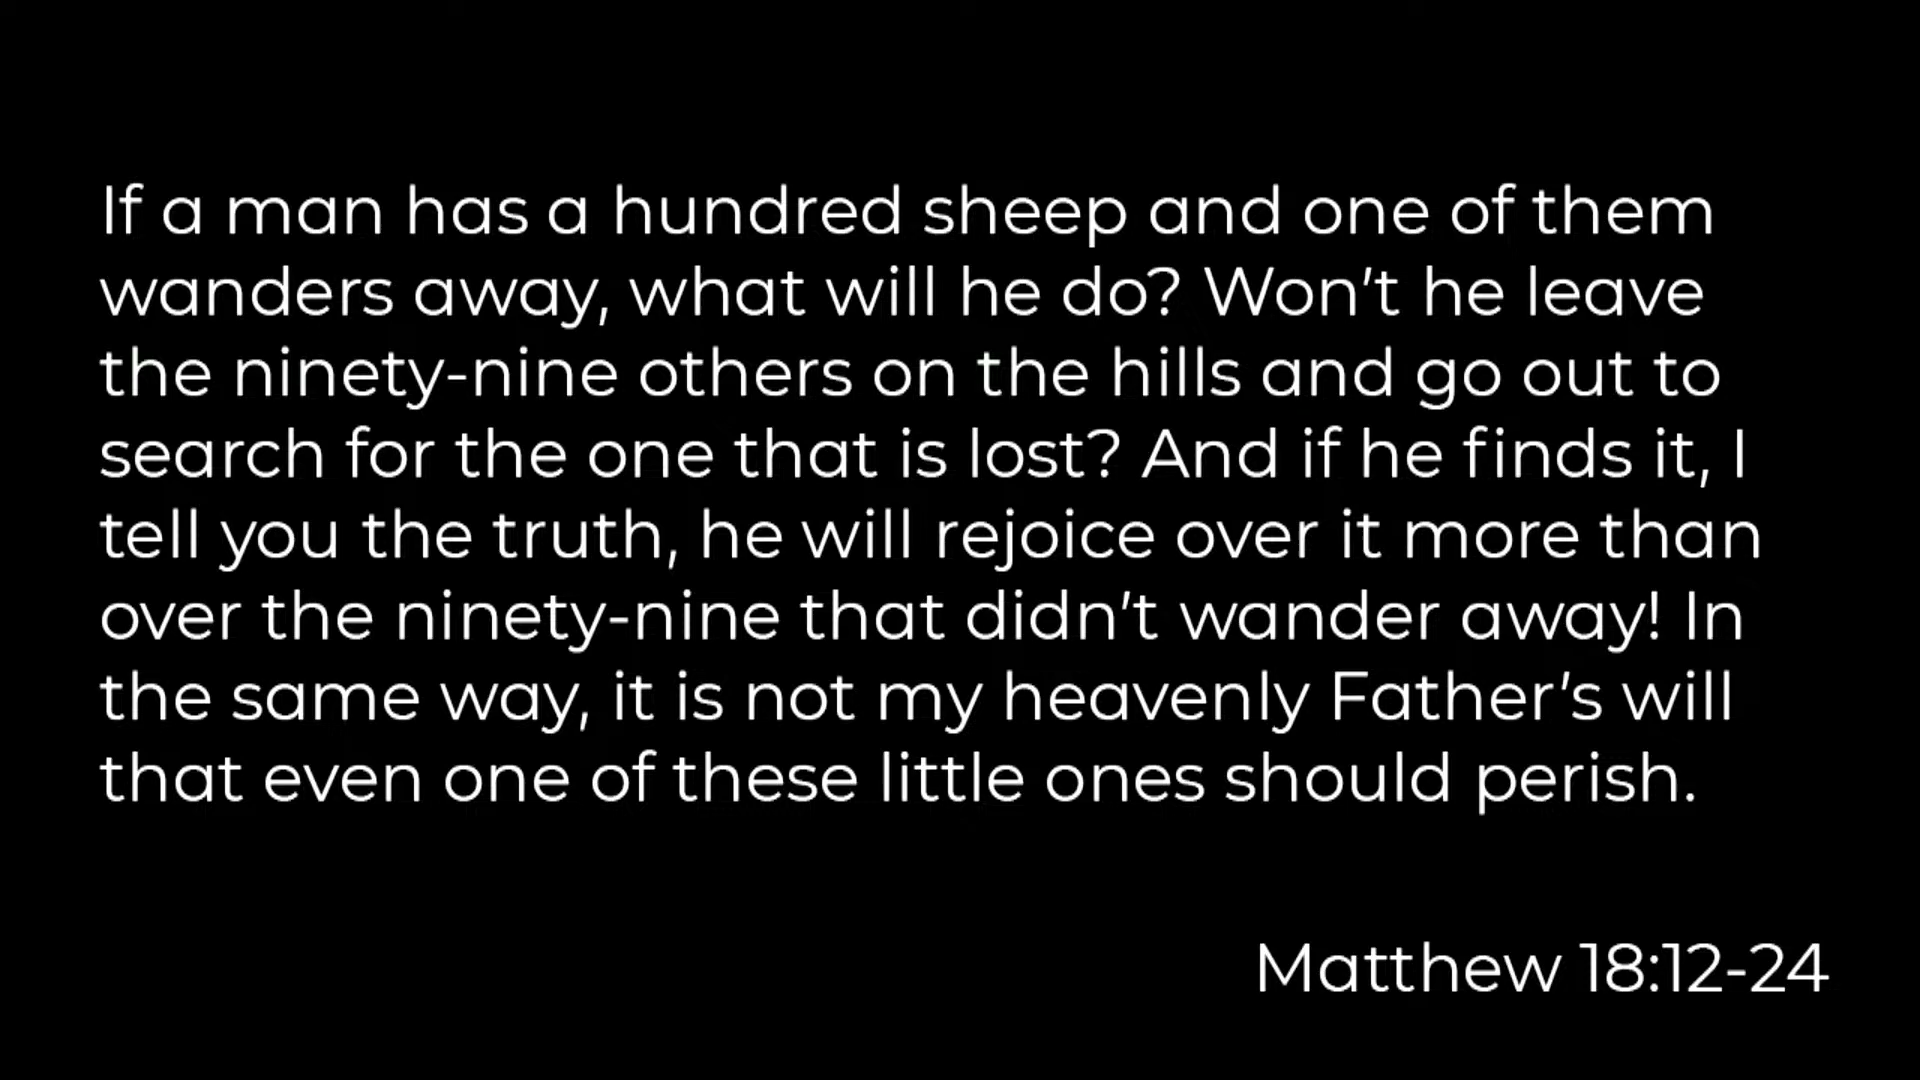 If a man has a hundred sheep and one of them
wanders away, what will he do? Won’t he leave
the ninety-nine others on the hills and go out to
search for the one that is lost? And if he finds it, I
tell you the truth, he will rejoice over it more than
over the ninety-nine that didn’t wander away! In
the same way, it is not my heavenly Father’s will
that even one of these little ones should perish.
Matthew 18:12-24